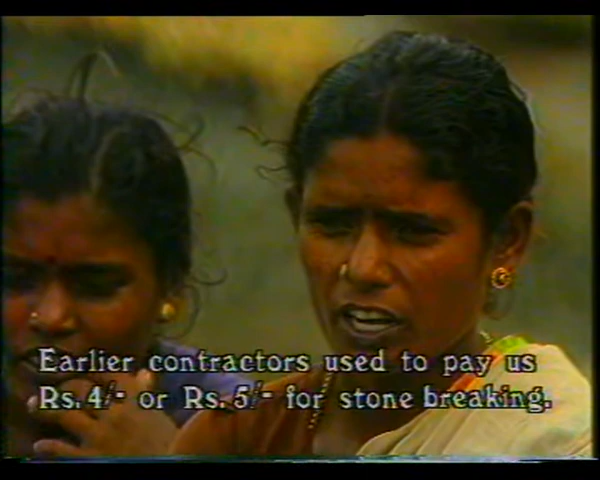 Earlier contractors used to pay us
Rs. 4/- or Rs. 5/- for stone breaking.